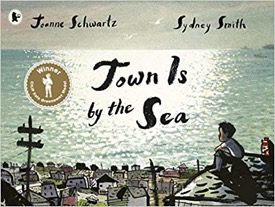 Joanne Schwartz Sydney Smith
Winner
Town Is
by the
Sea